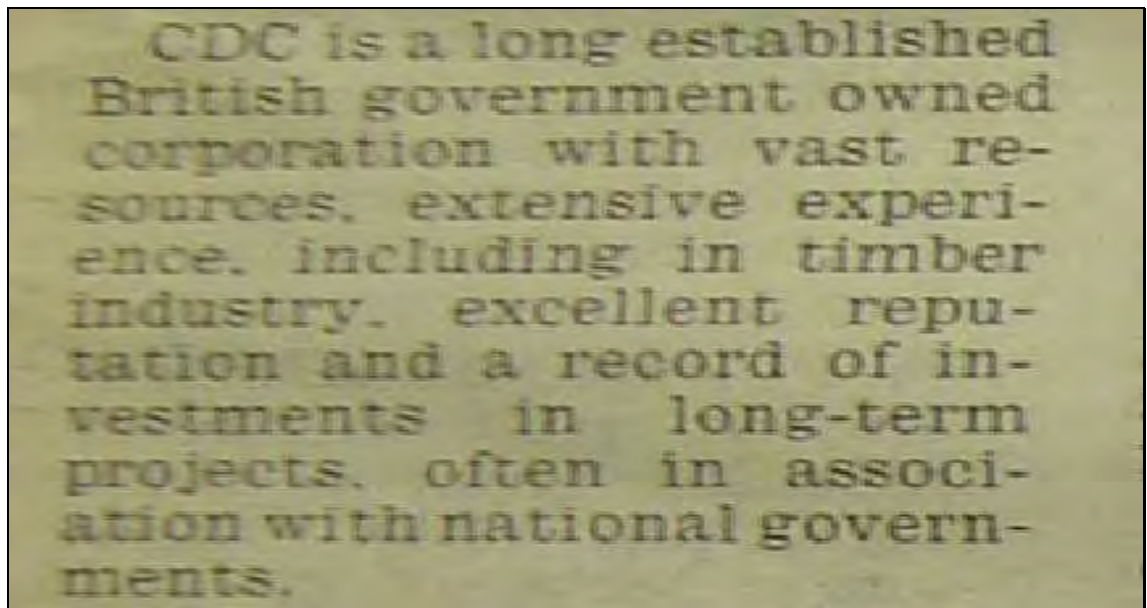 CDC is a long established
British government owned
corporation with vast re-
sources, extensive experi-
ence, including in timber
industry, excellent repu-
tation and a record of in-
vestments in long-term
projects, often in associ-
ation with national govern-
ments.